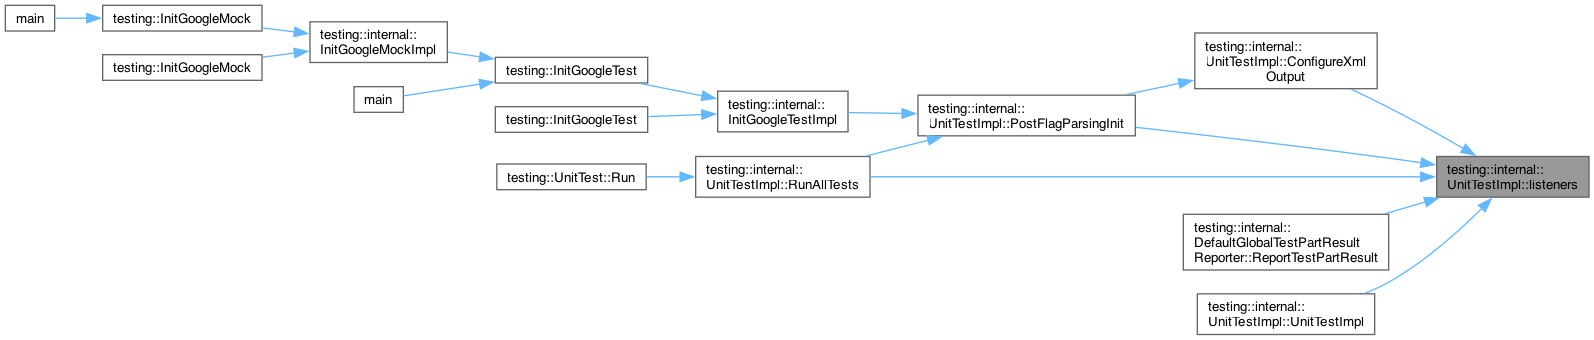 main
testing::InitGoogleMock
testing::InitGoogleMock
testing::internal::
InitGoogleMockImpl
main
testing::InitGoogleTest
testing::InitGoogleTest
testing::UnitTest::Run
testing::internal::
InitGoogleTestImpl
testing::internal::
UnitTestImpl::RunAllTests
testing::internal::
UnitTestImpl::PostFlagParsingInit
testing::internal::
UnitTestImpl::ConfigureXml
Output
testing::internal::
DefaultGlobalTestPartResult
Reporter::ReportTestPartResult
testing::internal::
UnitTestImpl::UnitTestImpl
testing::internal::
UnitTestImpl::listeners